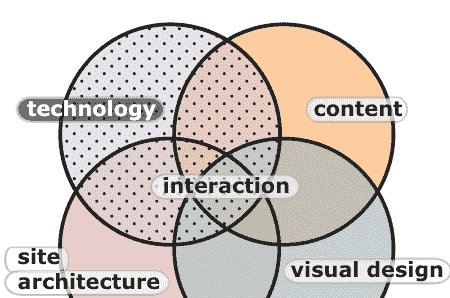 technology
content
interaction
site
architecture
visual design